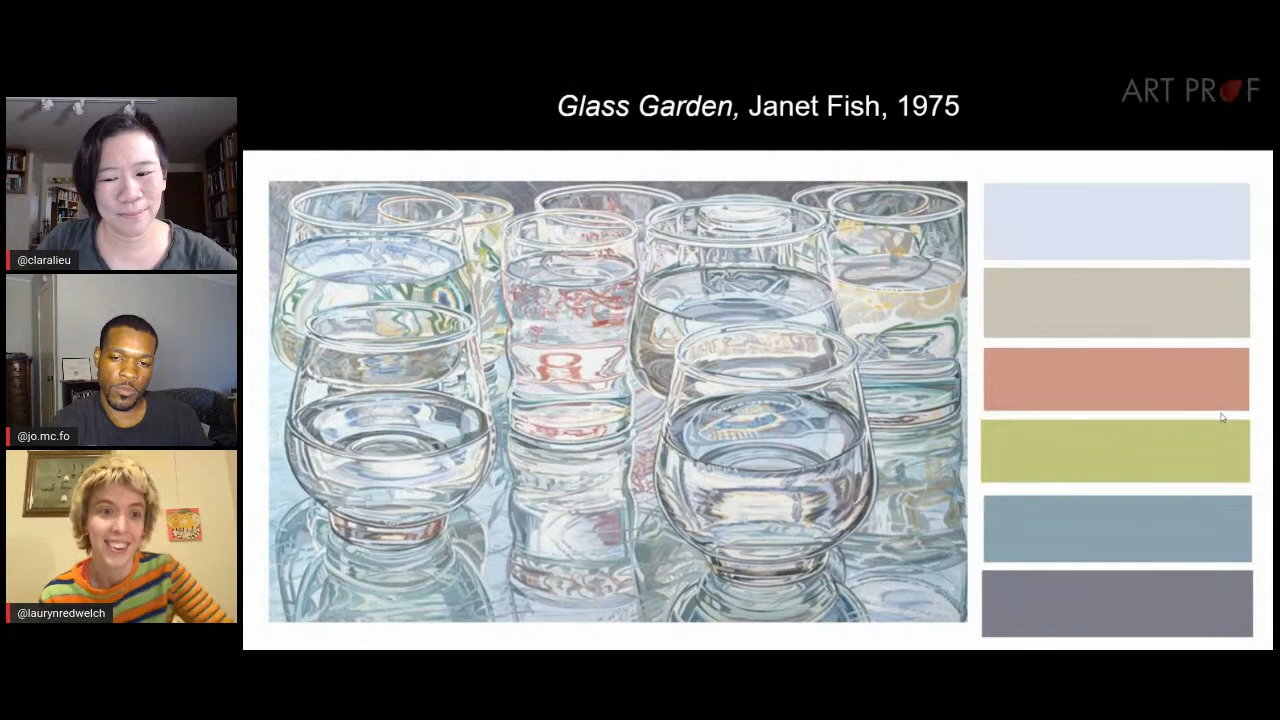 Glass Garden, Janet Fish, 1975
ART PROF
@claralieu
@jo.mc.fo
@laurynredwelch